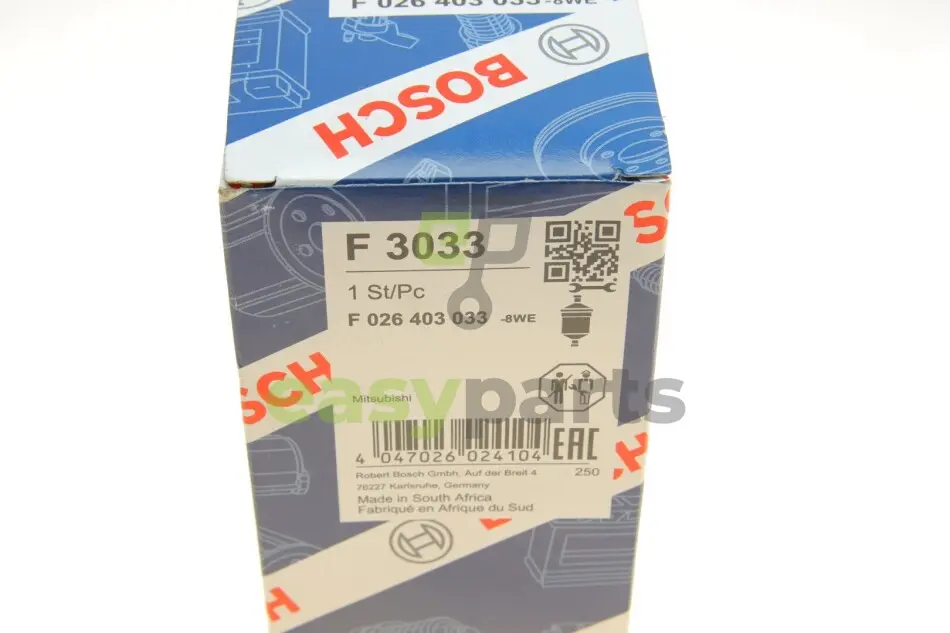 F 026 403 033-8WE
BOSCH
SCH
F 3033
1 St/Pc
F 026 403 033 -8WE
SCH
easyparts
Mitsubishi
4 047026 024104
EAC
Robert Bosch Gmbh. Auf der Breit 4
250
76227 Karlsruhe, Germany
Made in South Africa
Fabriqué en Afrique du Sud